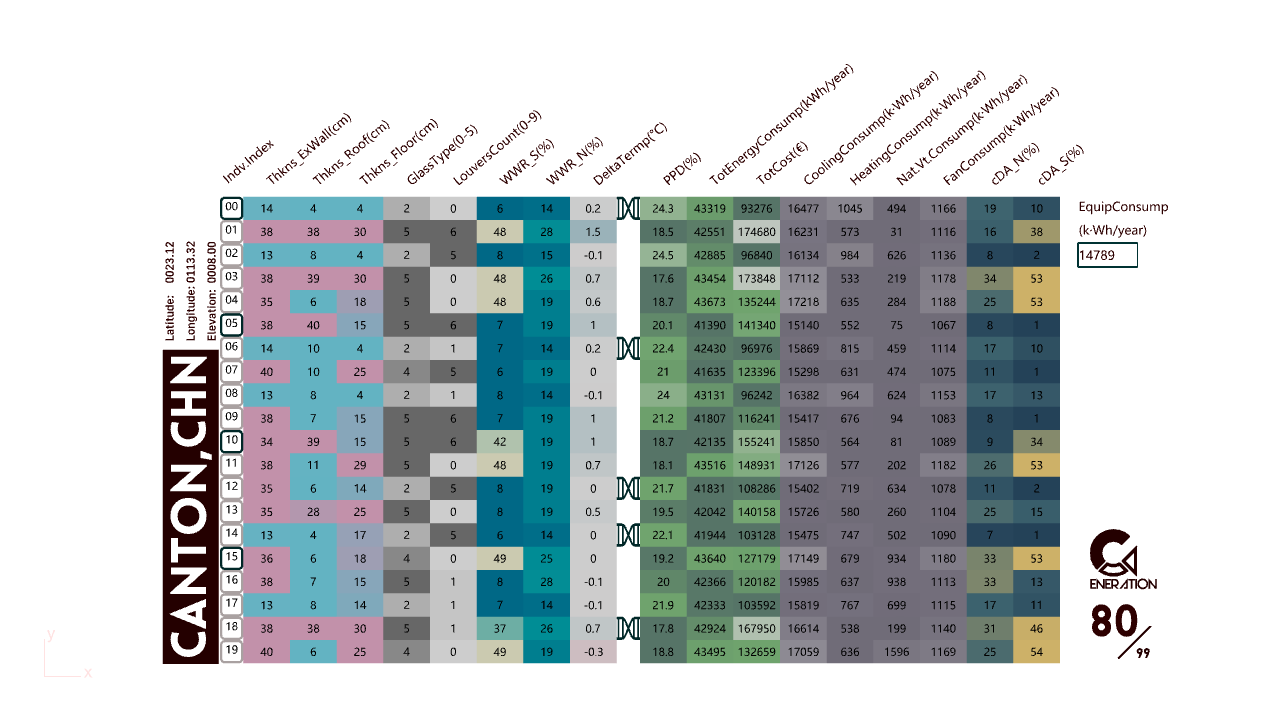 Indv.Index Thkns_ExWall(cm) Thkns_Roof(cm) Thkns_Floor(cm) GlassType(0-5) LouversCount(0-9) WWR_S(%) WWR_N(%) DeltaTermp(°C) PPD(%) TotEnergyConsump(kWh/year) TotCost(€) CoolingConsump(k·Wh/year) HeatingConsump(k·Wh/year) Nat.Vt.Consump(k·Wh/year) FanConsump(k·Wh/year) cDA_N(%) cDA_S(%)
00 14 4 4 2 0 6 14 0.2 24.3 43319 93276 16477 1045 494 1166 19 10
01 38 38 30 5 6 48 28 1.5 18.5 42551 174680 16231 573 31 1116 16 38
02 13 8 4 2 5 8 15 -0.1 24.5 42885 96840 16134 984 626 1136 8 2
03 38 39 30 5 0 48 26 0.7 17.6 43454 173848 17112 533 219 1178 34 53
04 35 6 18 5 0 48 19 0.6 18.7 43673 135244 17218 635 284 1188 25 53
05 38 40 15 5 6 7 19 1 20.1 41390 141340 15140 552 75 1067 8 1
06 14 10 4 2 1 7 14 0.2 22.4 42430 96976 15869 815 459 1114 17 10
07 40 10 25 4 5 6 19 0 21 41635 123396 15298 631 474 1075 11 1
08 13 8 4 2 1 8 14 -0.1 24 43131 96242 16382 964 624 1153 17 13
09 38 7 15 5 6 7 19 1 21.2 41807 116241 15417 676 94 1083 8 1
10 34 39 15 5 6 42 19 1 18.7 42135 155241 15850 564 81 1089 9 34
11 38 11 29 5 0 48 19 0.7 18.1 43516 148931 17126 577 202 1182 26 53
12 35 6 14 2 5 8 19 0 21.7 41831 108286 15402 719 634 1078 11 2
13 35 28 25 5 0 8 19 0.5 19.5 42042 140158 15726 580 260 1104 25 15
14 13 4 17 2 5 6 14 0 22.1 41944 103128 15475 747 502 1090 7 1
15 36 6 18 4 0 49 25 0 19.2 43640 127179 17149 679 934 1180 33 53
16 38 7 15 5 1 8 28 -0.1 20 42366 120182 15985 637 938 1113 33 13
17 13 8 14 2 1 7 14 -0.1 21.9 42333 103592 15819 767 699 1115 17 11
18 38 38 30 5 1 37 26 0.7 17.8 42924 167950 16614 538 199 1140 31 46
19 40 6 25 4 0 49 19 -0.3 18.8 43495 132659 17059 636 1596 1169 25 54
Latitude: 0023.12
Longitude: 0113.32
Elevation: 0008.00
CANTON,CHN
EquipConsump
(k·Wh/year)
14789
GENERATION
80/99
y
x